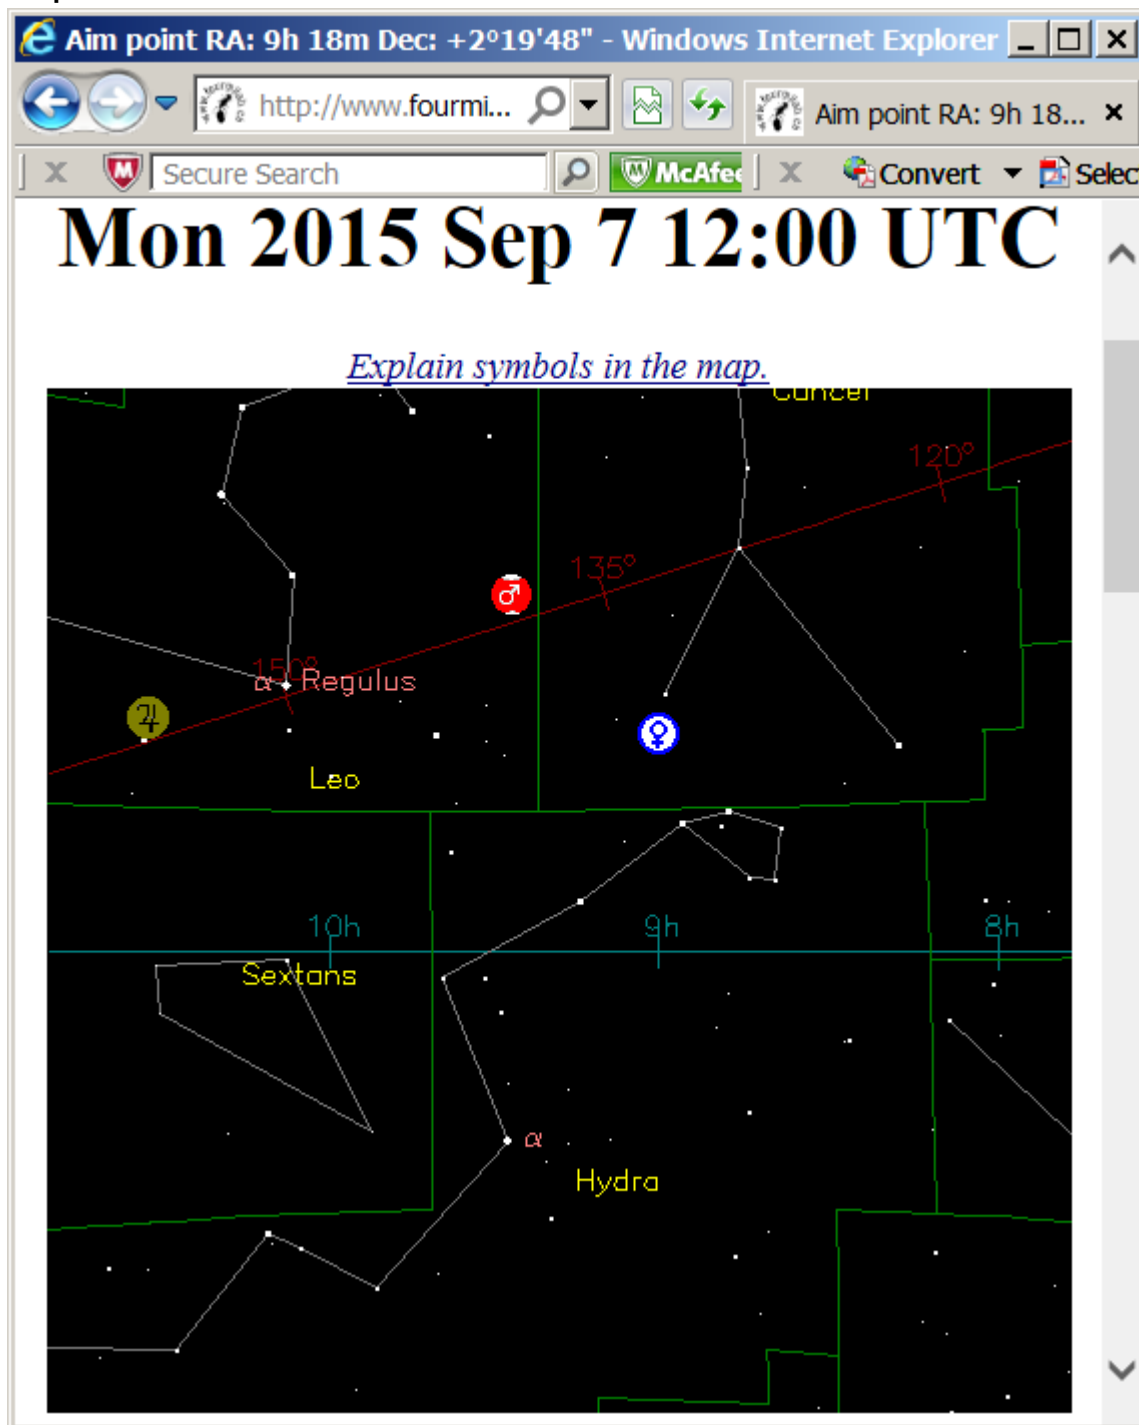 Aim point RA: 9h 18m Dec: +2°19'48" - Windows Internet Explorer
http://www.fourmi...
Aim point RA: 9h 18...
Secure Search
McAfee
Convert
Selec
Mon 2015 Sep 7 12:00 UTC
Explain symbols in the map.
Cancer
120°
135°
♂
150°
α Regulus
♃
♀
Leo
10h
9h
8h
Sextans
α
Hydra